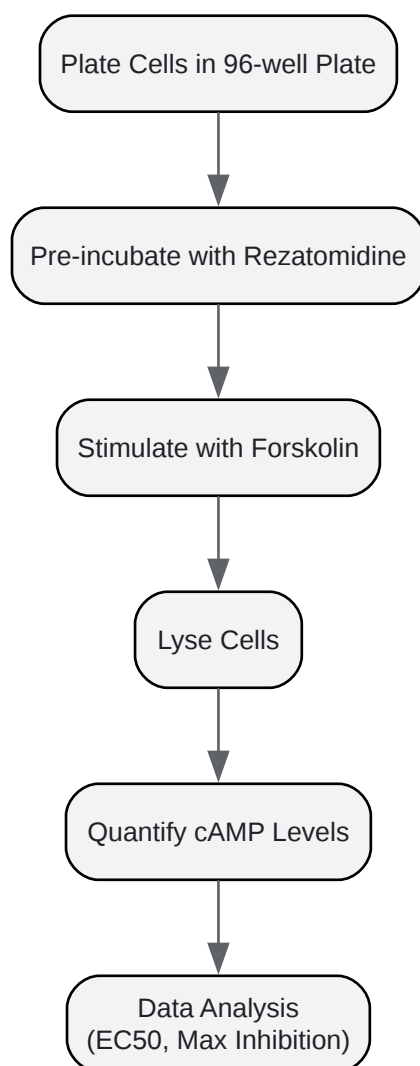 Plate Cells in 96-well Plate
Pre-incubate with Rezatomidine
Stimulate with Forskolin
Lyse Cells
Quantify cAMP Levels
Data Analysis
(EC50, Max Inhibition)